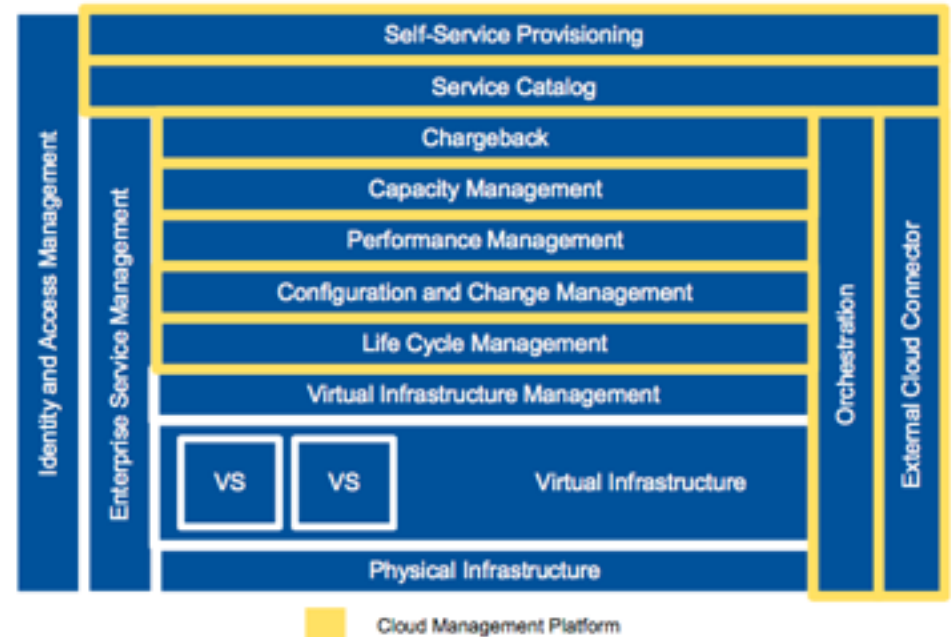 Self-Service Provisioning
Service Catalog
Identity and Access Management
Enterprise Service Management
Chargeback
Capacity Management
Performance Management
Configuration and Change Management
Life Cycle Management
Virtual Infrastructure Management
VS
VS
Virtual Infrastructure
Physical Infrastructure
Orchestration
External Cloud Connector
Cloud Management Platform